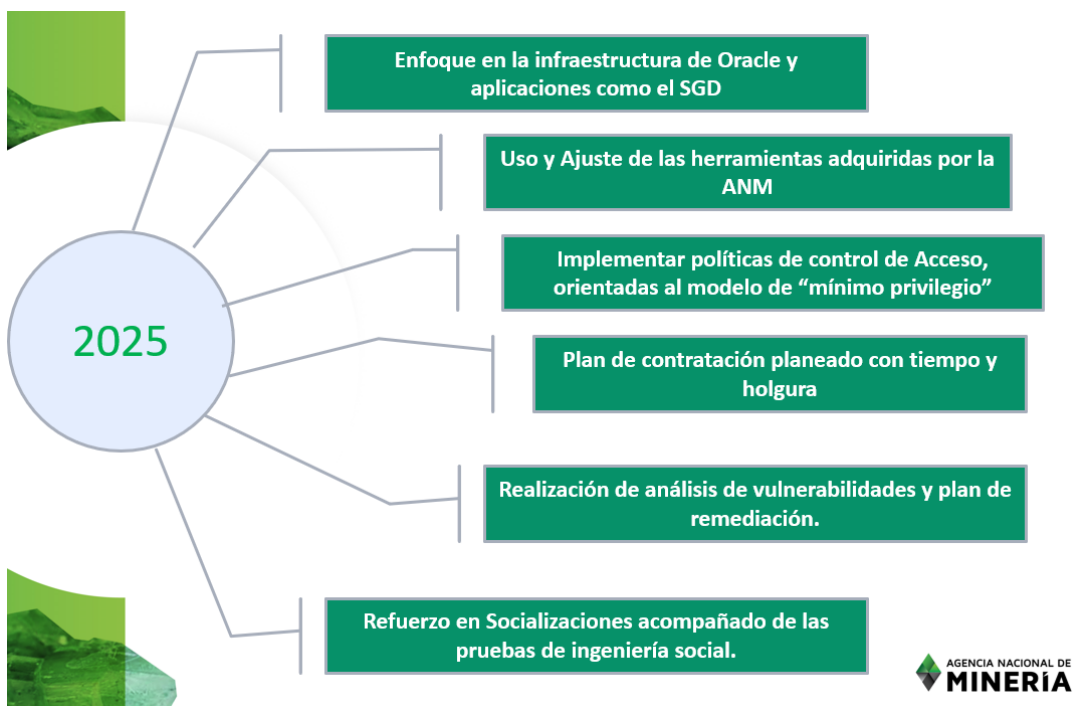 Enfoque en la infraestructura de Oracle y
aplicaciones como el SGD
Uso y Ajuste de las herramientas adquiridas por la
ANM
Implementar políticas de control de Acceso,
orientadas al modelo de “mínimo privilegio”
2025
Plan de contratación planeado con tiempo y
holgura
Realización de análisis de vulnerabilidades y plan de
remediación.
Refuerzo en Socializaciones acompañado de las
pruebas de ingeniería social.
AGENCIA NACIONAL DE
MINERÍA